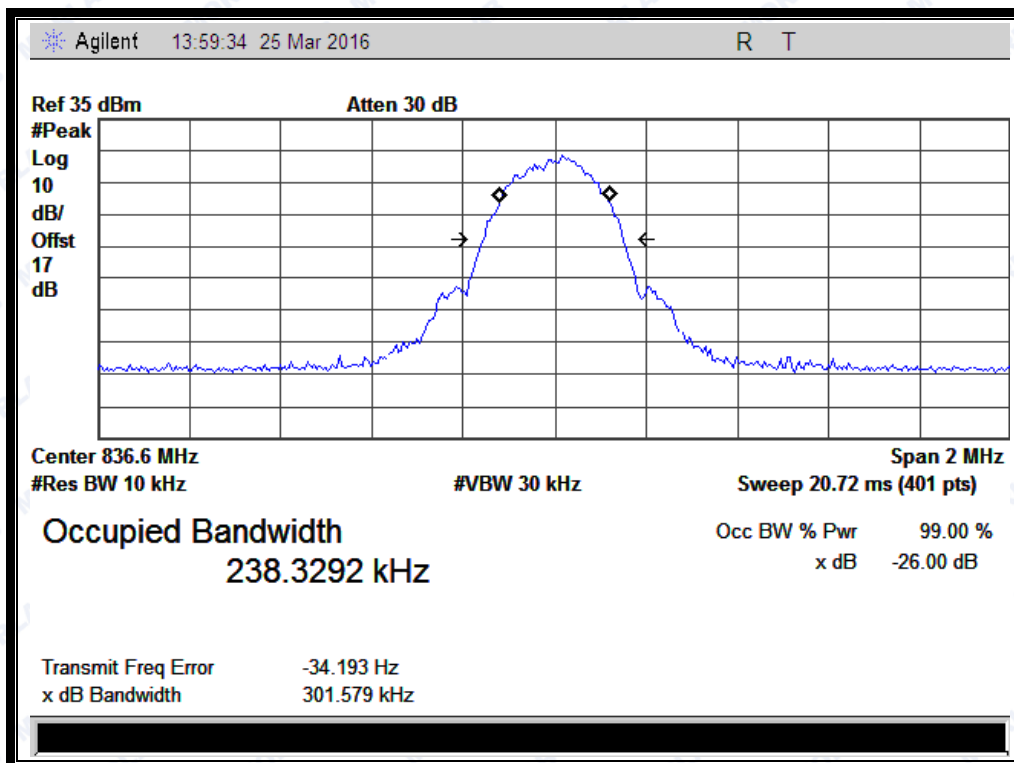 Agilent 13:59:34 25 Mar 2016 R T
Ref 35 dBm Atten 30 dB
#Peak
Log
10
dB/
Offst
17
dB
Center 836.6 MHz Span 2 MHz
#Res BW 10 kHz #VBW 30 kHz Sweep 20.72 ms (401 pts)
Occupied Bandwidth Occ BW % Pwr 99.00 %
238.3292 kHz x dB -26.00 dB
Transmit Freq Error -34.193 Hz
x dB Bandwidth 301.579 kHz